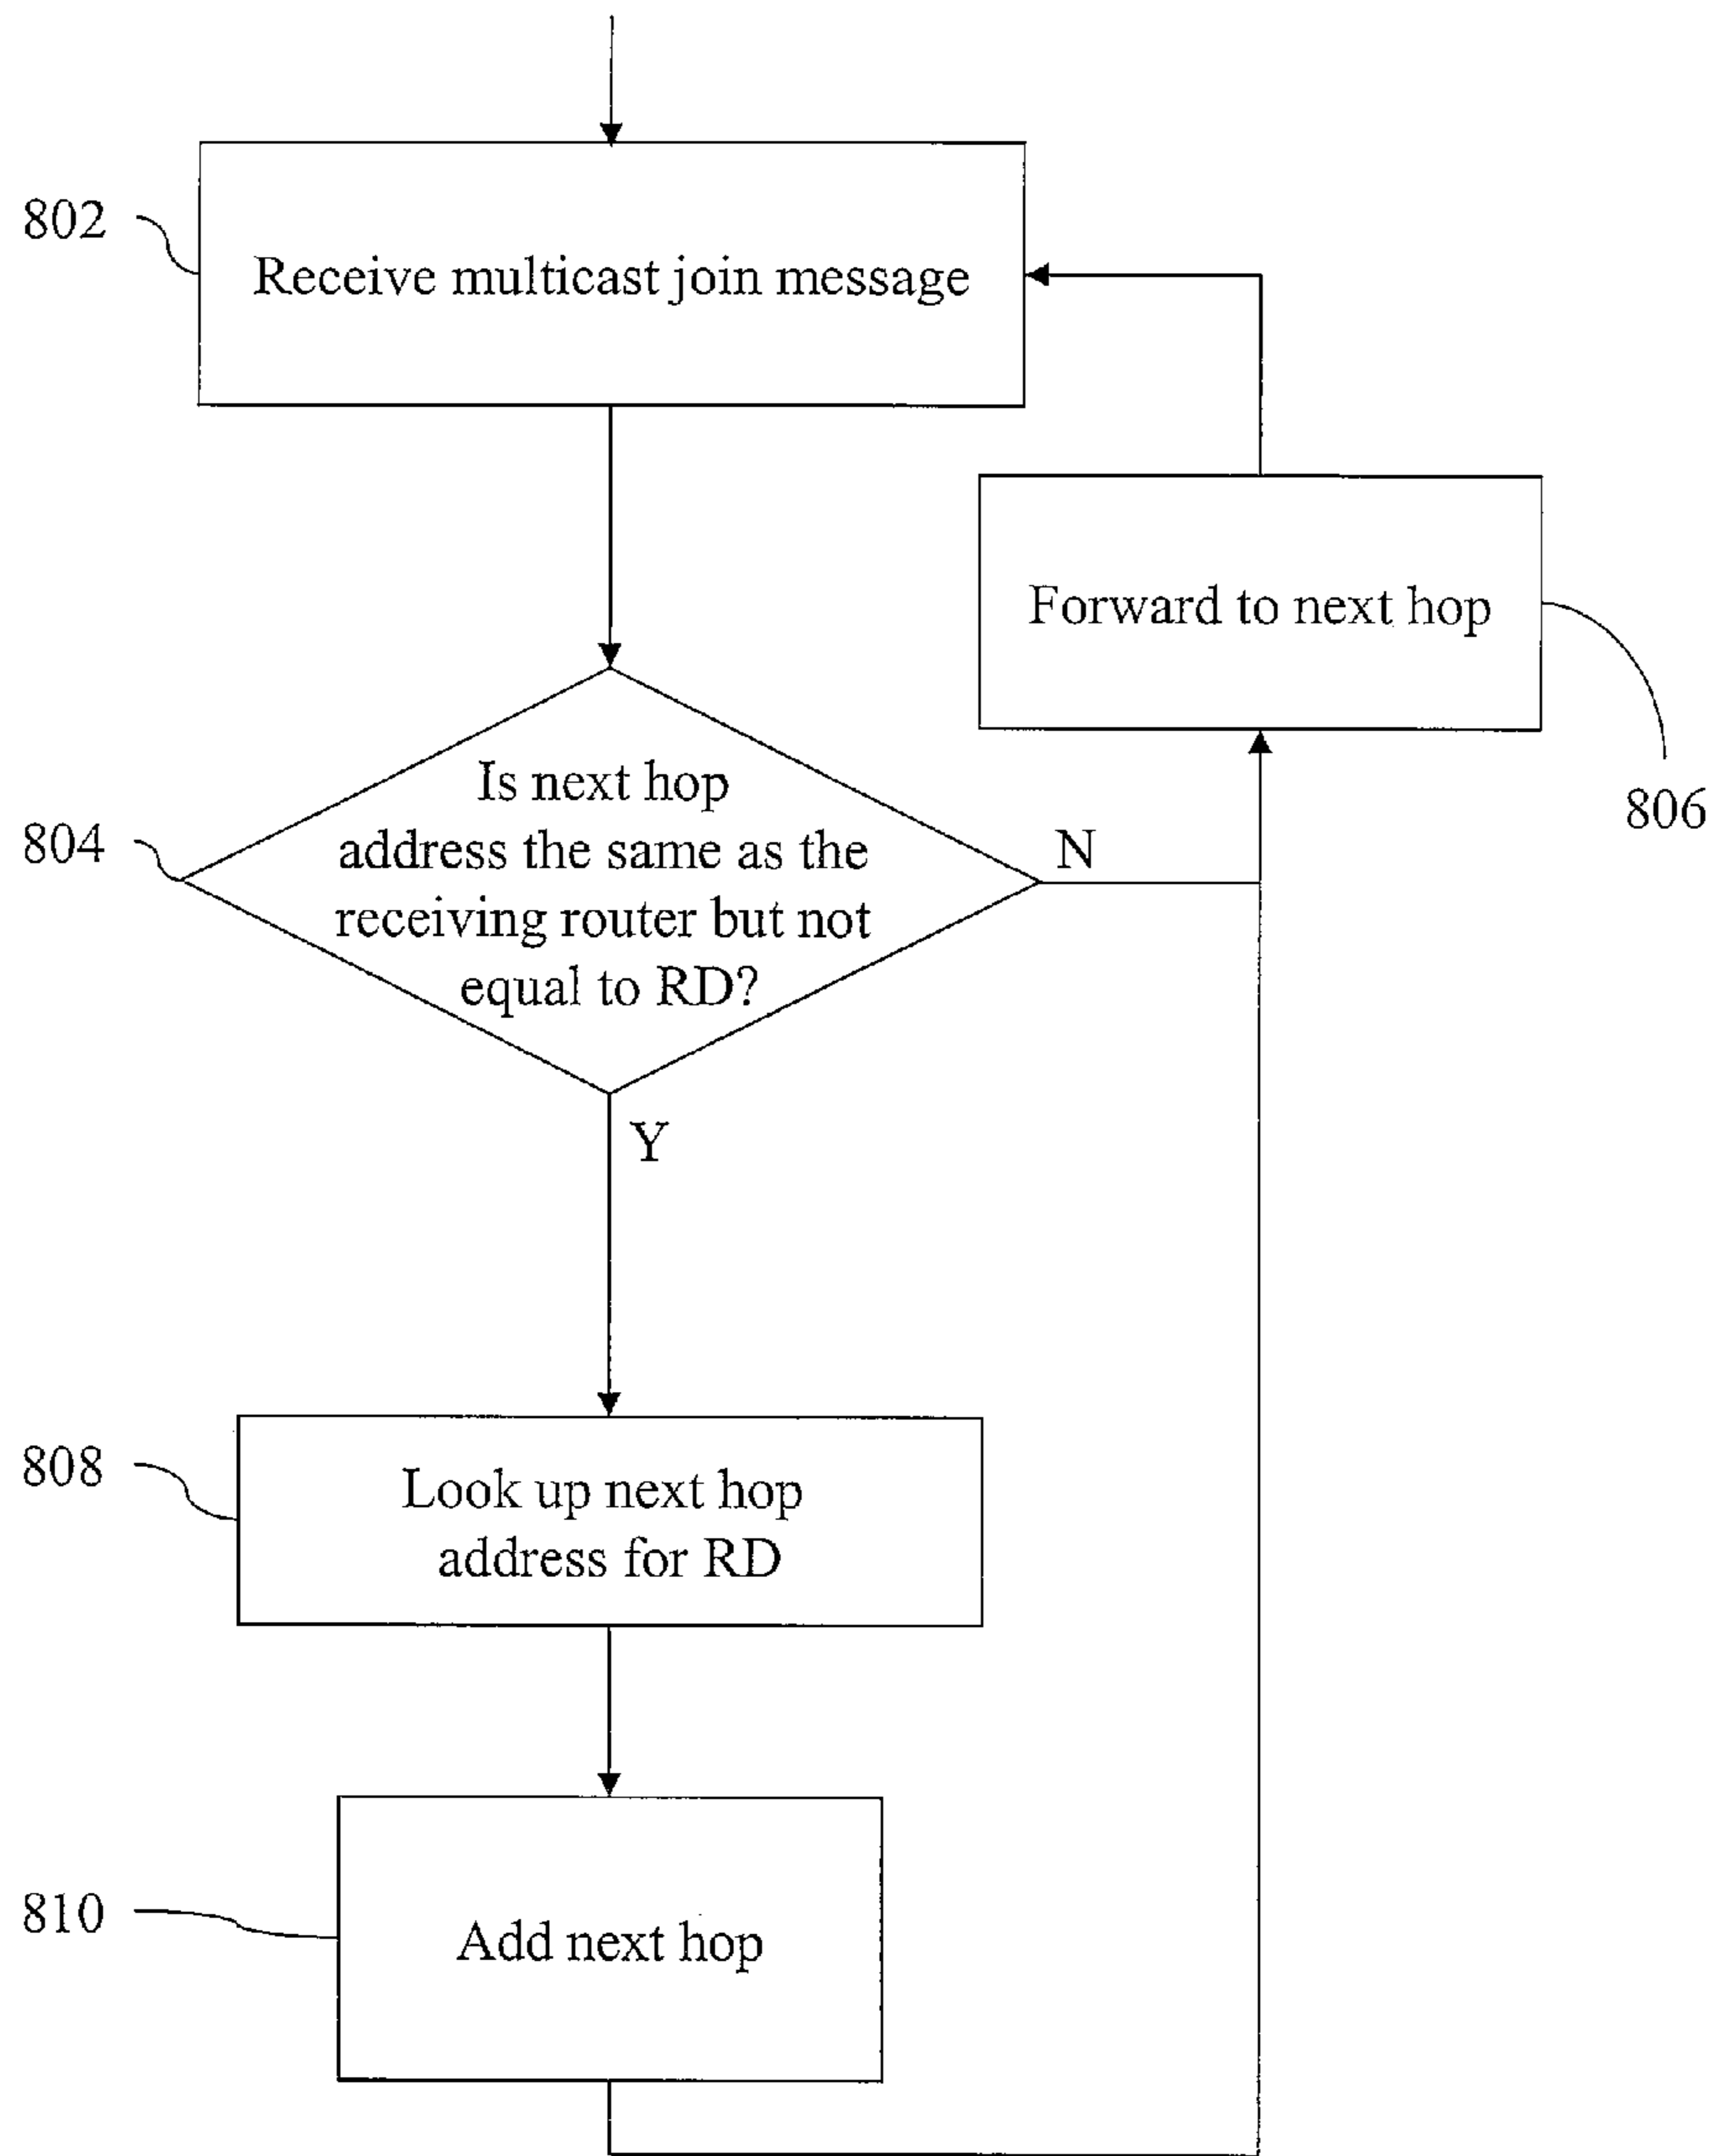 802
Receive multicast join message
Forward to next hop
806
804
Is next hop
address the same as the
receiving router but not
equal to RD?
N
Y
808
Look up next hop
address for RD
810
Add next hop